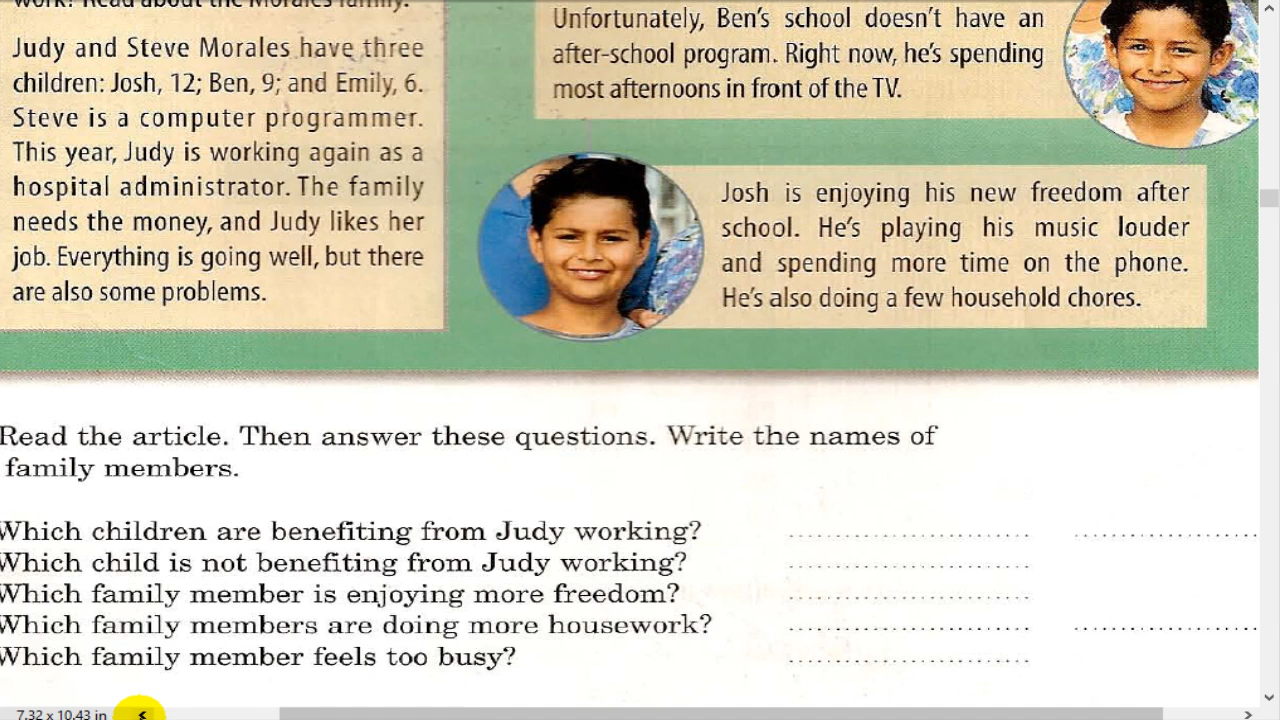 work? Read about the Morales family.
Judy and Steve Morales have three
children: Josh, 12; Ben, 9; and Emily, 6.
Steve is a computer programmer.
This year, Judy is working again as a
hospital administrator. The family
needs the money, and Judy likes her
job. Everything is going well, but there
are also some problems.
Unfortunately, Ben's school doesn't have an
after-school program. Right now, he's spending
most afternoons in front of the TV.
Josh is enjoying his new freedom after
school. He's playing his music louder
and spending more time on the phone.
He's also doing a few household chores.
Read the article. Then answer these questions. Write the names of
family members.
Which children are benefiting from Judy working? .............................. ..............................
Which child is not benefiting from Judy working? ..............................
Which family member is enjoying more freedom? ..............................
Which family members are doing more housework? .............................. ..............................
Which family member feels too busy? ..............................
7.32 x 10.43 in